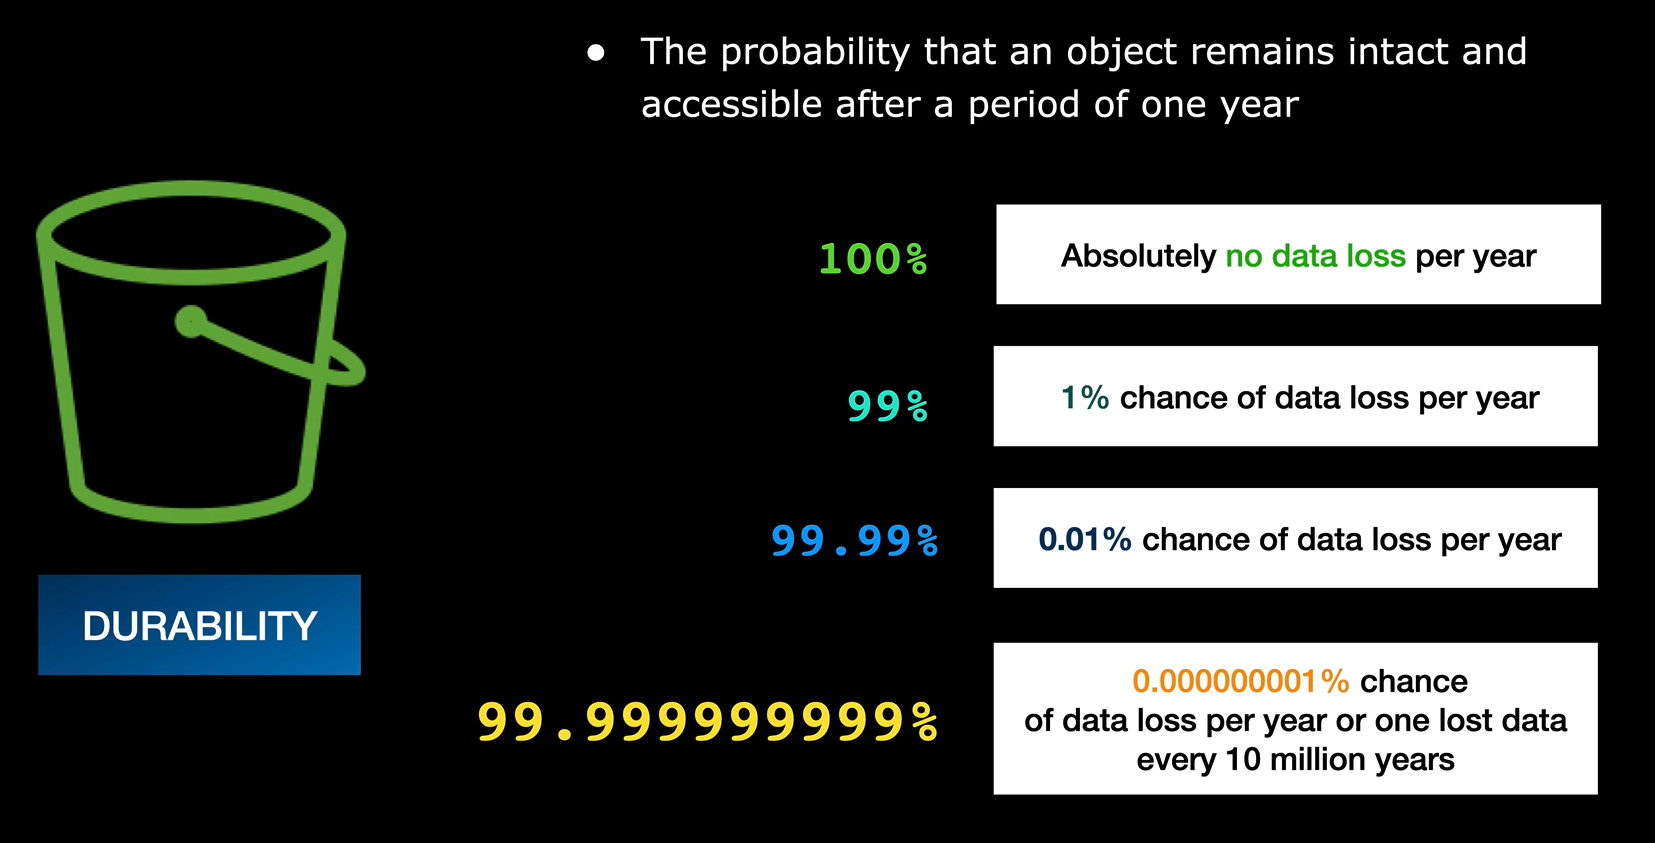 ● The probability that an object remains intact and
accessible after a period of one year
100%
Absolutely no data loss per year
99%
1% chance of data loss per year
99.99%
0.01% chance of data loss per year
DURABILITY
99.999999999%
0.000000001% chance
of data loss per year or one lost data
every 10 million years